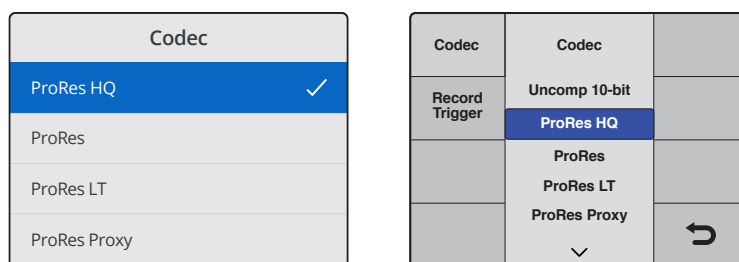 Codec
ProRes HQ
ProRes
ProRes LT
ProRes Proxy
Codec
Record
Trigger
Codec
Uncomp 10-bit
ProRes HQ
ProRes
ProRes LT
ProRes Proxy